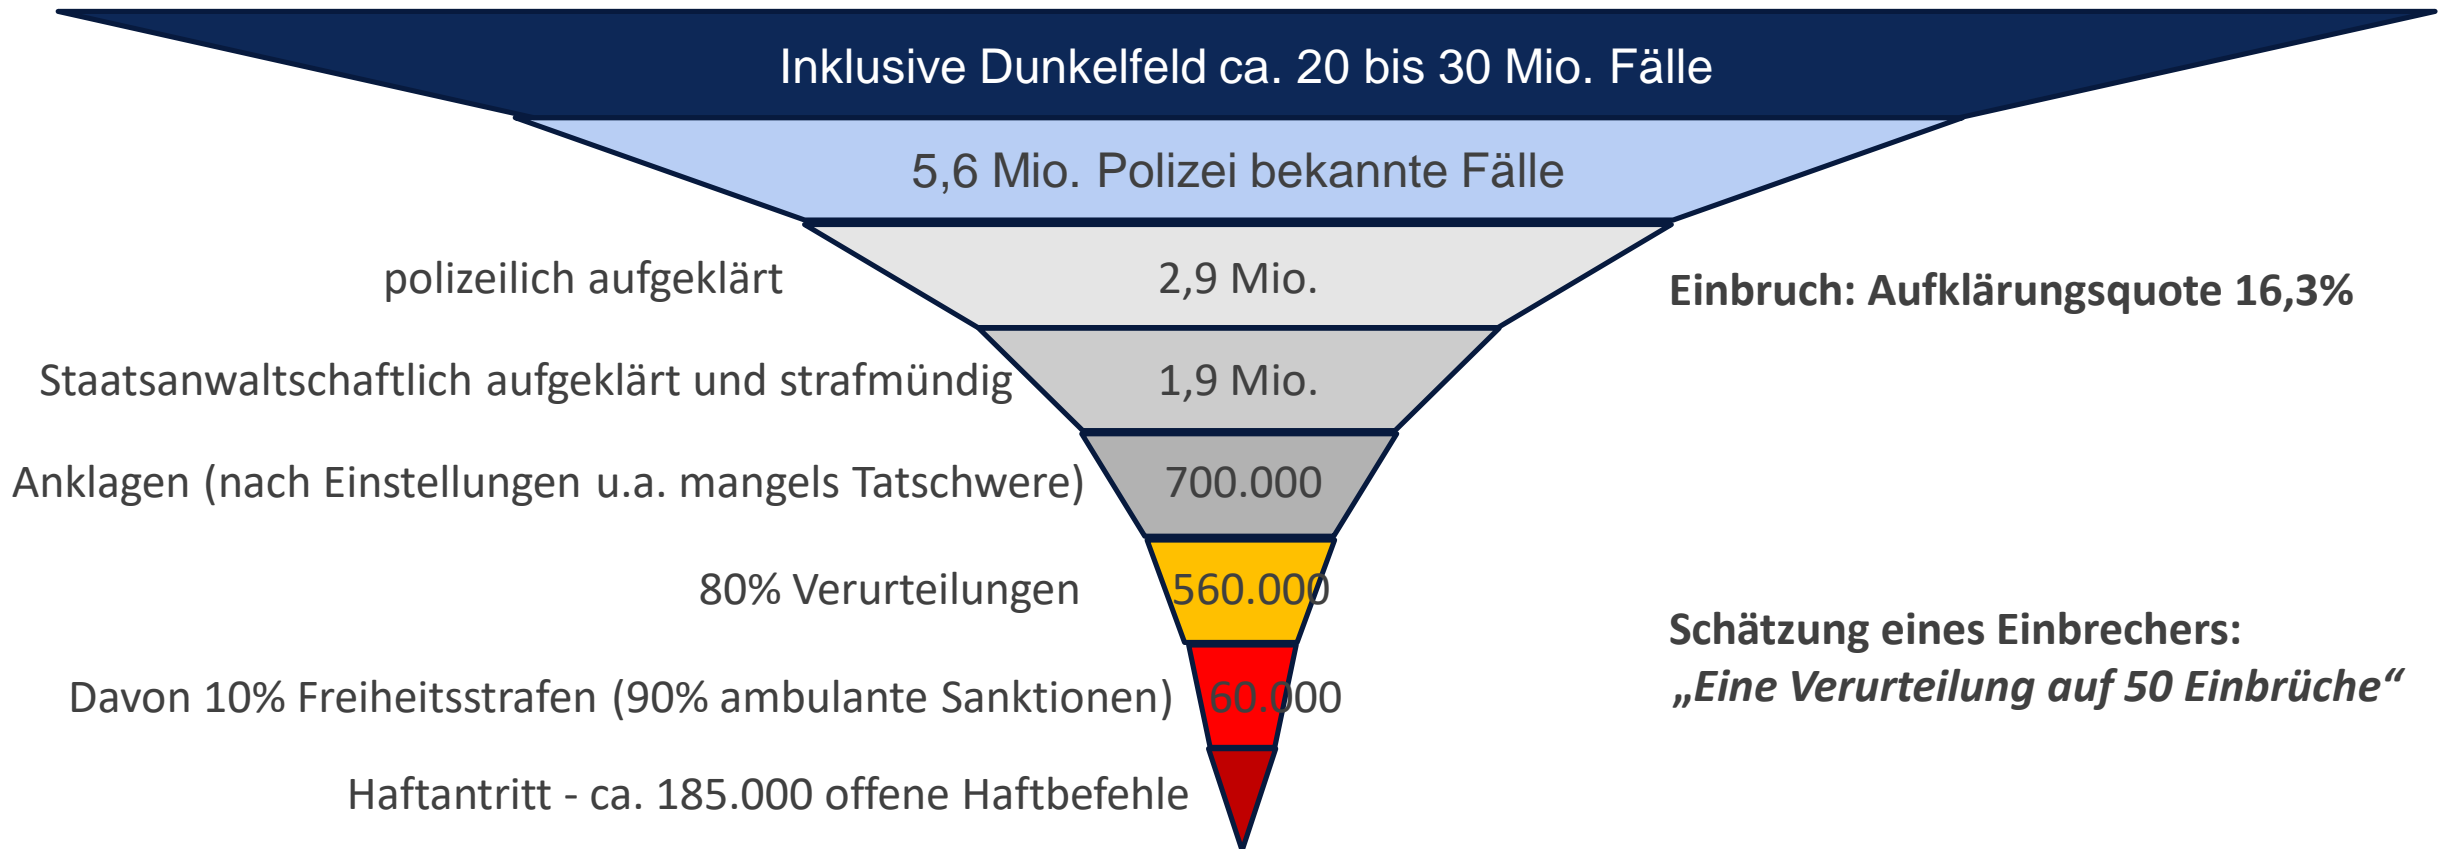 Inklusive Dunkelfeld ca. 20 bis 30 Mio. Fälle
5,6 Mio. Polizei bekannte Fälle
polizeilich aufgeklärt
2,9 Mio.
Einbruch: Aufklärungsquote 16,3%
Staatsanwaltschaftlich aufgeklärt und strafmündig
1,9 Mio.
Anklagen (nach Einstellungen u.a. mangels Tatschwere)
700.000
80% Verurteilungen
560.000
Schätzung eines Einbrechers:
„Eine Verurteilung auf 50 Einbrüche“
Davon 10% Freiheitsstrafen (90% ambulante Sanktionen)
60.000
Haftantritt - ca. 185.000 offene Haftbefehle